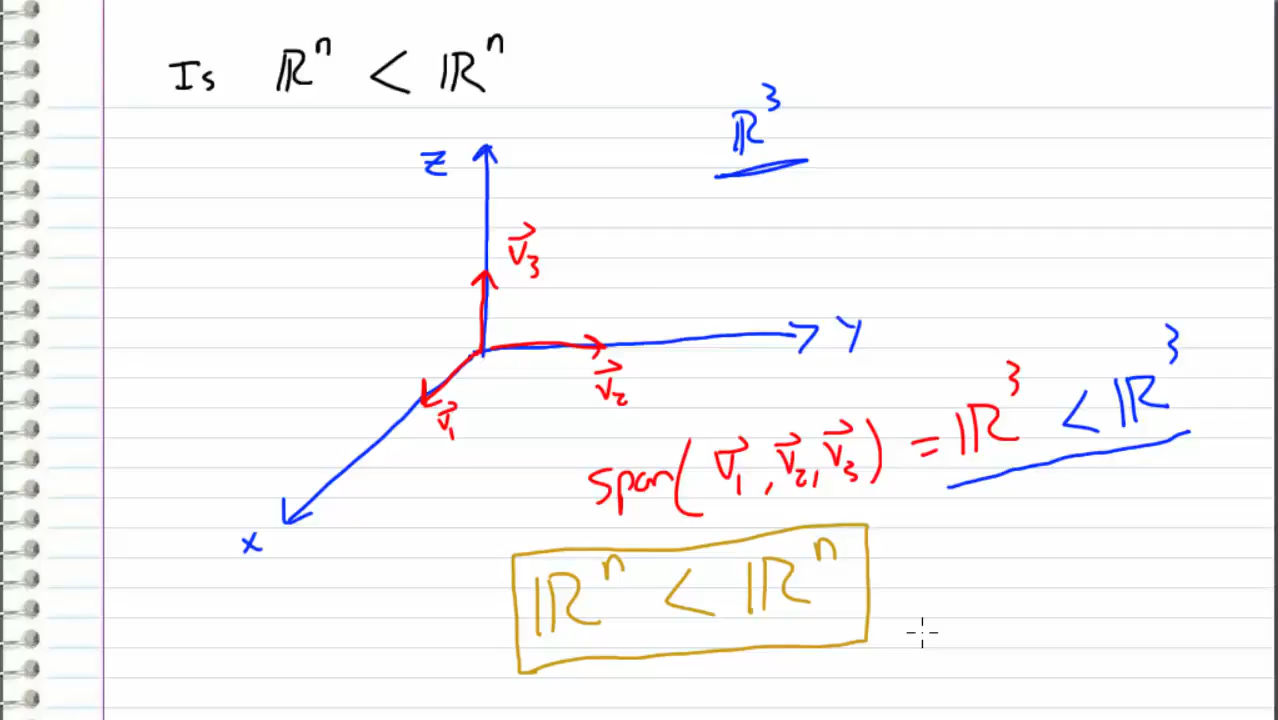 Is ℝⁿ < ℝⁿ
ℝ³
Z
v⃗₃
Y
v⃗₂
v⃗₁
span(v⃗₁, v⃗₂, v⃗₃) = ℝ³ < ℝ³
X
ℝⁿ < ℝⁿ